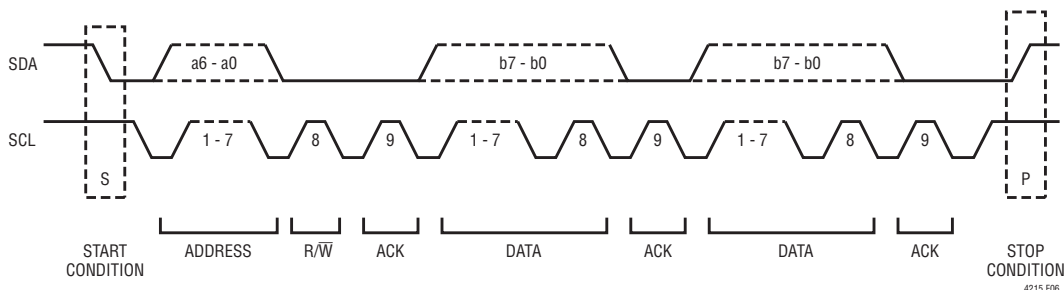 SDA a6 - a0 b7 - b0 b7 - b0
SCL 1 - 7 8 9 1 - 7 8 9 1 - 7 8 9
S P
START CONDITION ADDRESS R/W̅ ACK DATA ACK DATA ACK STOP CONDITION
4215 F06